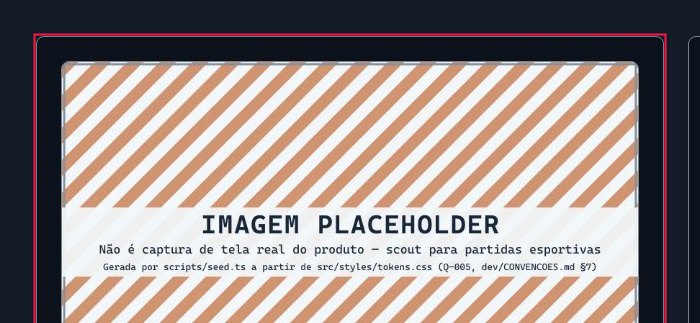 IMAGEM PLACEHOLDER
Não é captura de tela real do produto — scout para partidas esportivas
Gerada por scripts/seed.ts a partir de src/styles/tokens.css (Q-005, dev/CONVENCOES.md §7)